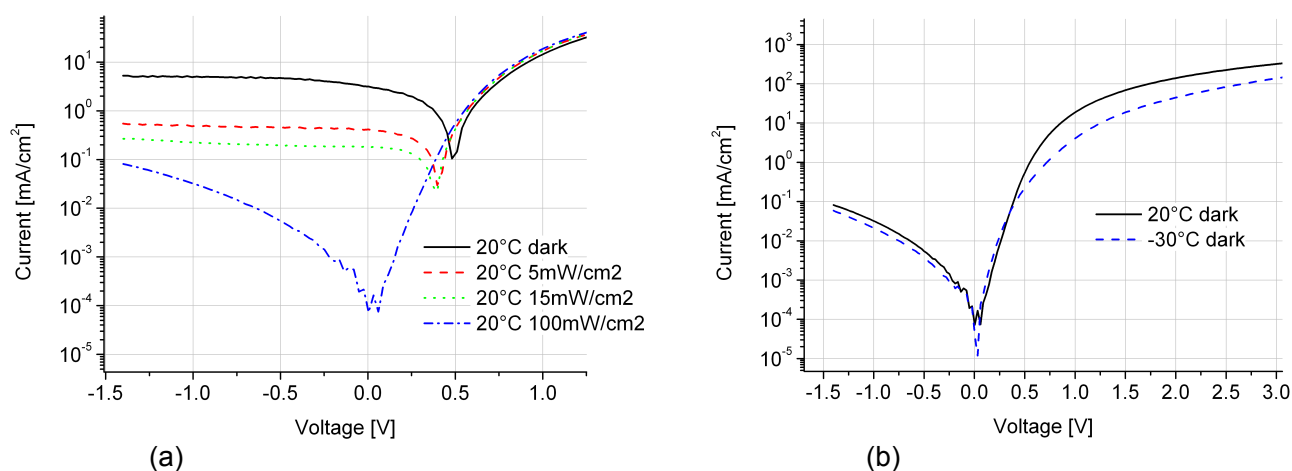 Current [mA/cm²]
10¹
10⁰
10⁻¹
10⁻²
10⁻³
10⁻⁴
10⁻⁵
20°C dark
20°C 5mW/cm2
20°C 15mW/cm2
20°C 100mW/cm2
-1.5 -1.0 -0.5 0.0 0.5 1.0
Voltage [V]
(a)
Current [mA/cm²]
10³
10²
10¹
10⁰
10⁻¹
10⁻²
10⁻³
10⁻⁴
10⁻⁵
20°C dark
-30°C dark
-1.5 -1.0 -0.5 0.0 0.5 1.0 1.5 2.0 2.5 3.0
Voltage [V]
(b)